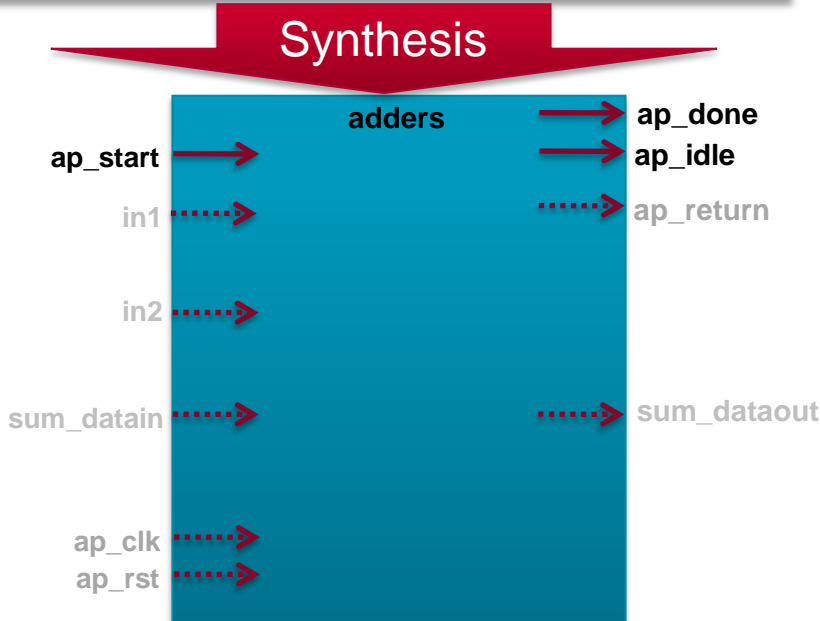 Synthesis
adders
ap_done
ap_start
ap_idle
in1
ap_return
in2
sum_datain
sum_dataout
ap_clk
ap_rst